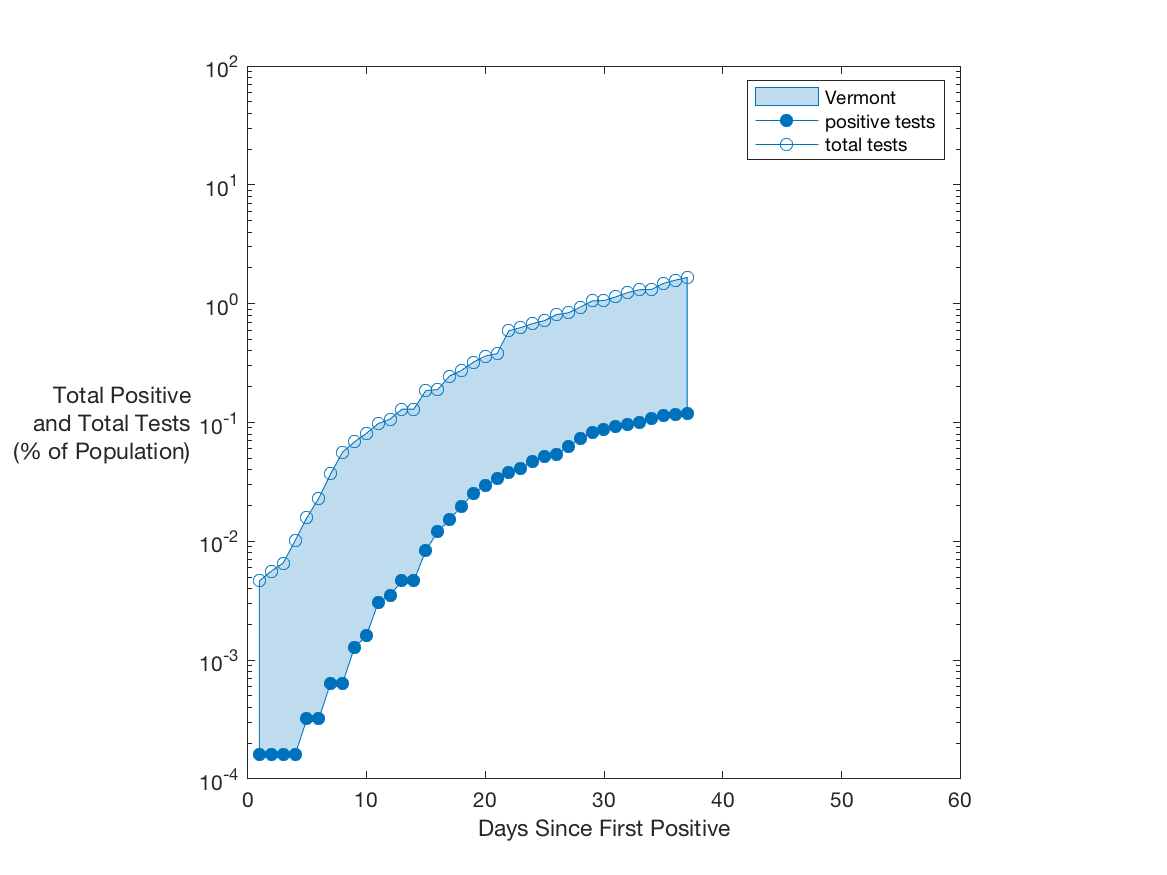 10^2
Vermont
positive tests
total tests
10^1
10^0
Total Positive
and Total Tests
(% of Population)
10^-1
10^-2
10^-3
10^-4
0 10 20 30 40 50 60
Days Since First Positive